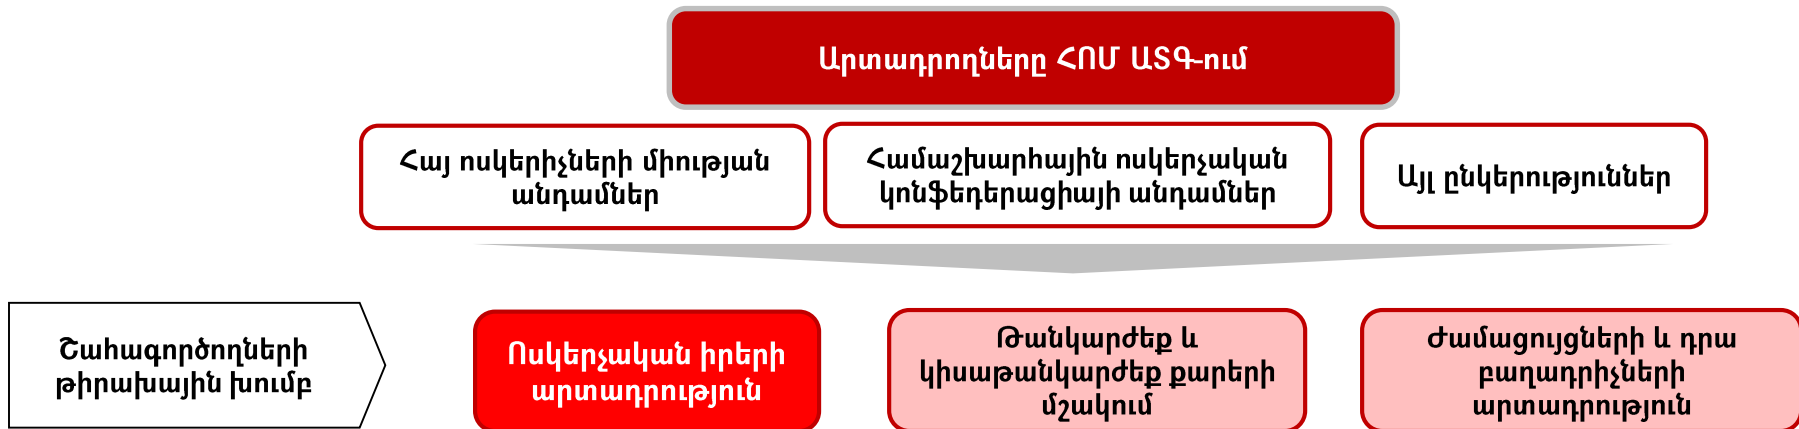 Արտադրողները ՀՈՄ ԱՏԳ-ում
Հայ ոսկերիչների միության
անդամներ
Համաշխարհային ոսկերչական
կոնֆեդերացիայի անդամներ
Այլ ընկերություններ
Շահագործողների
թիրախային խումբ
Ոսկերչական իրերի
արտադրություն
Թանկարժեք և
կիսաթանկարժեք քարերի
մշակում
Ժամացույցների և դրա
բաղադրիչների
արտադրություն